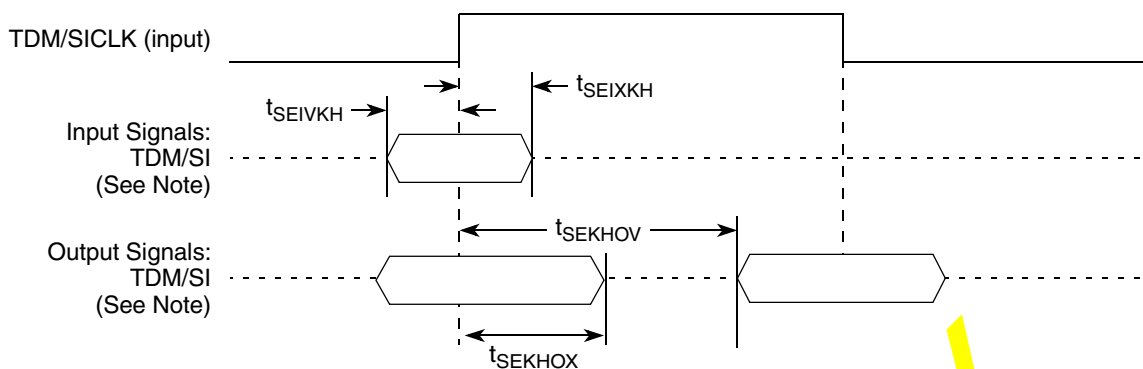 TDM/SICLK (input)
tSEIXKH
tSEIVKH
Input Signals:
TDM/SI
(See Note)
tSEKHOV
Output Signals:
TDM/SI
(See Note)
tSEKHOX